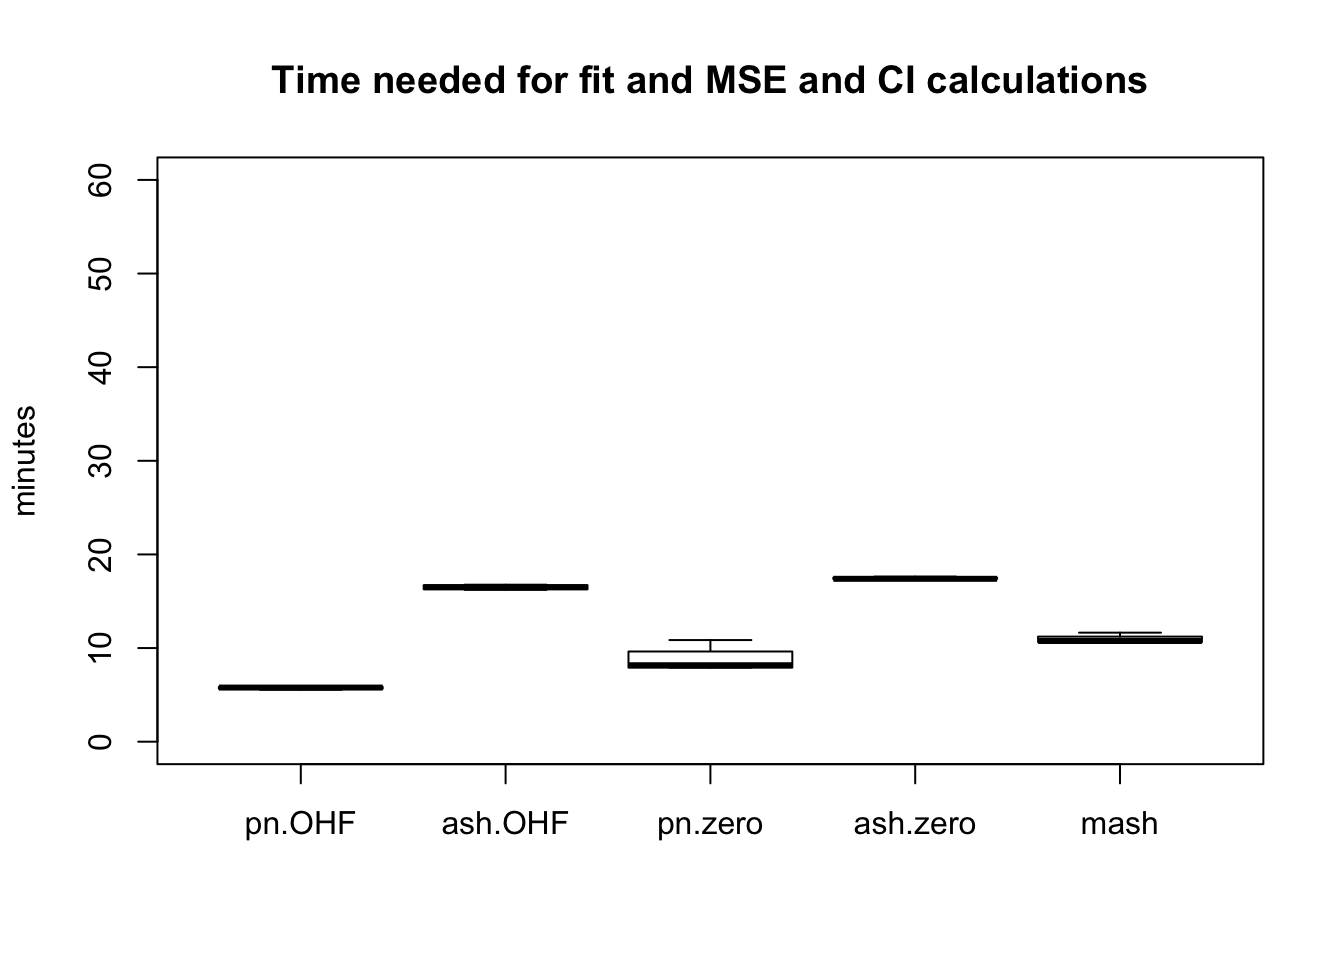 Time needed for fit and MSE and CI calculations
minutes
60
50
40
30
20
10
0
pn.OHF ash.OHF pn.zero ash.zero mash